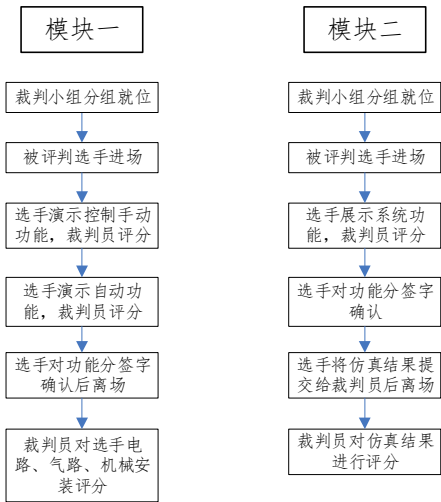 模块一
裁判小组分组就位
被评判选手进场
选手演示控制手动
功能，裁判员评分
选手演示自动功
能，裁判员评分
选手对功能分签字
确认后离场
裁判员对选手电
路、气路、机械安
装评分
模块二
裁判小组分组就位
被评判选手进场
选手展示系统功
能，裁判员评分
选手对功能分签字
确认
选手将仿真结果提
交给裁判员后离场
裁判员对仿真结果
进行评分